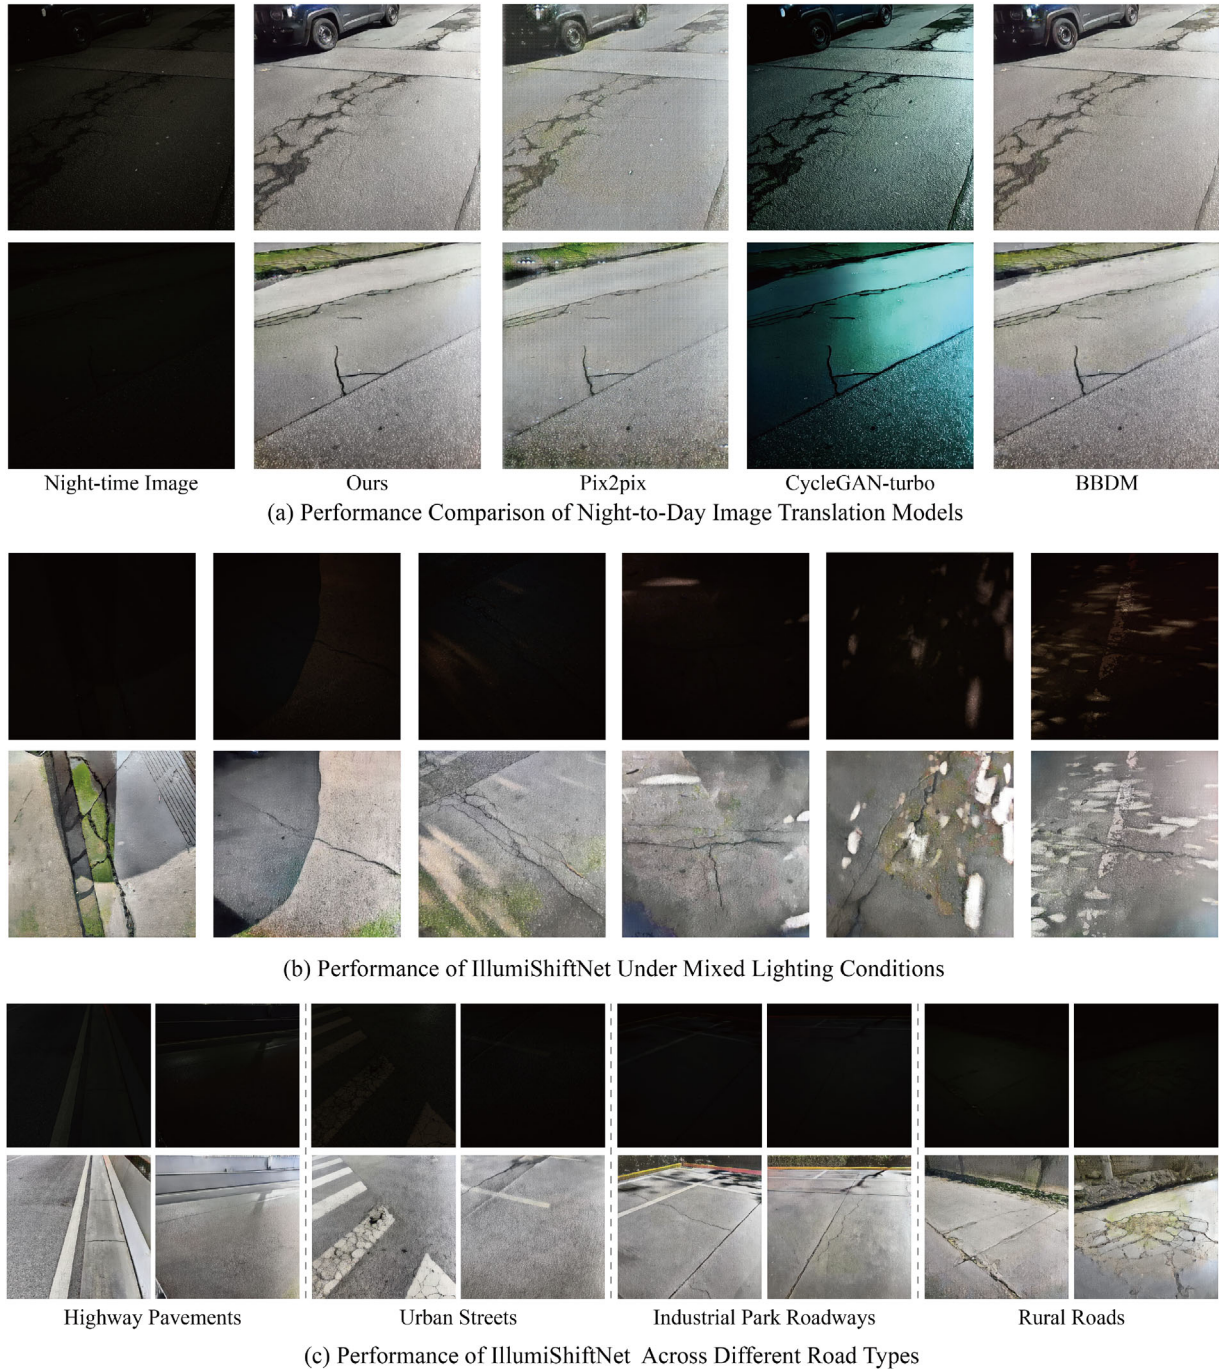 Night-time Image
Ours
Pix2pix
CycleGAN-turbo
BBDM
(a) Performance Comparison of Night-to-Day Image Translation Models
(b) Performance of IllumiShiftNet Under Mixed Lighting Conditions
Highway Pavements
Urban Streets
Industrial Park Roadways
Rural Roads
(c) Performance of IllumiShiftNet Across Different Road Types